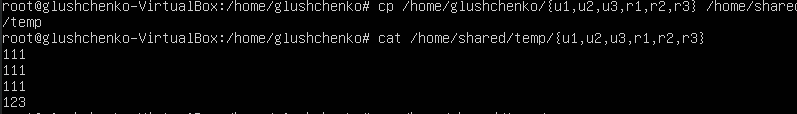 root@glushchenko-VirtualBox:/home/glushchenko# cp /home/glushchenko/{u1,u2,u3,r1,r2,r3} /home/shared
/temp
root@glushchenko-VirtualBox:/home/glushchenko# cat /home/shared/temp/{u1,u2,u3,r1,r2,r3}
111
111
111
123